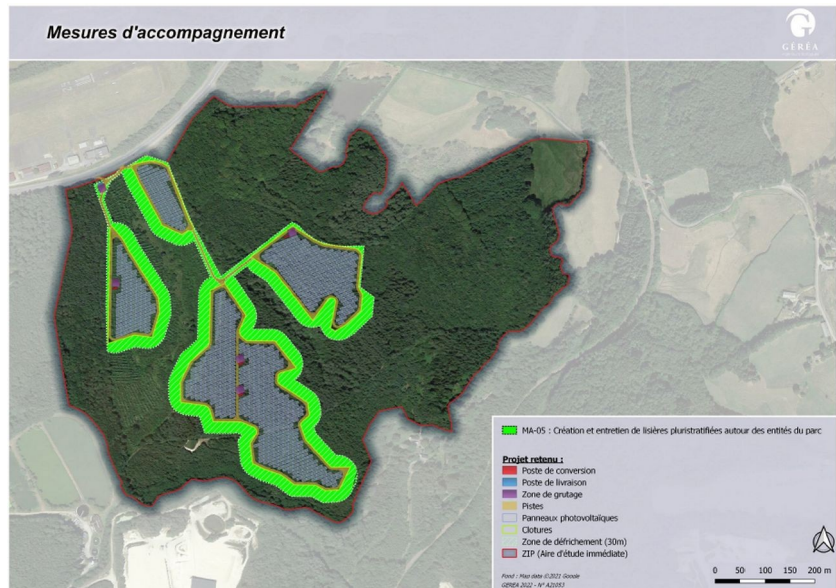 Mesures d'accompagnement
GÉRÉA
MA-05 : Création et entretien de lisières pluristratifiées autour des entités du parc
Projet retenu :
Poste de conversion
Poste de livraison
Zone de grutage
Pistes
Panneaux photovoltaïques
Clotures
Zone de défrichement (30m)
ZIP (Aire d'étude immédiate)
Fond : Map data ©2021 Google
GEREA 2022 - N° A21053
0 50 100 150 200 m